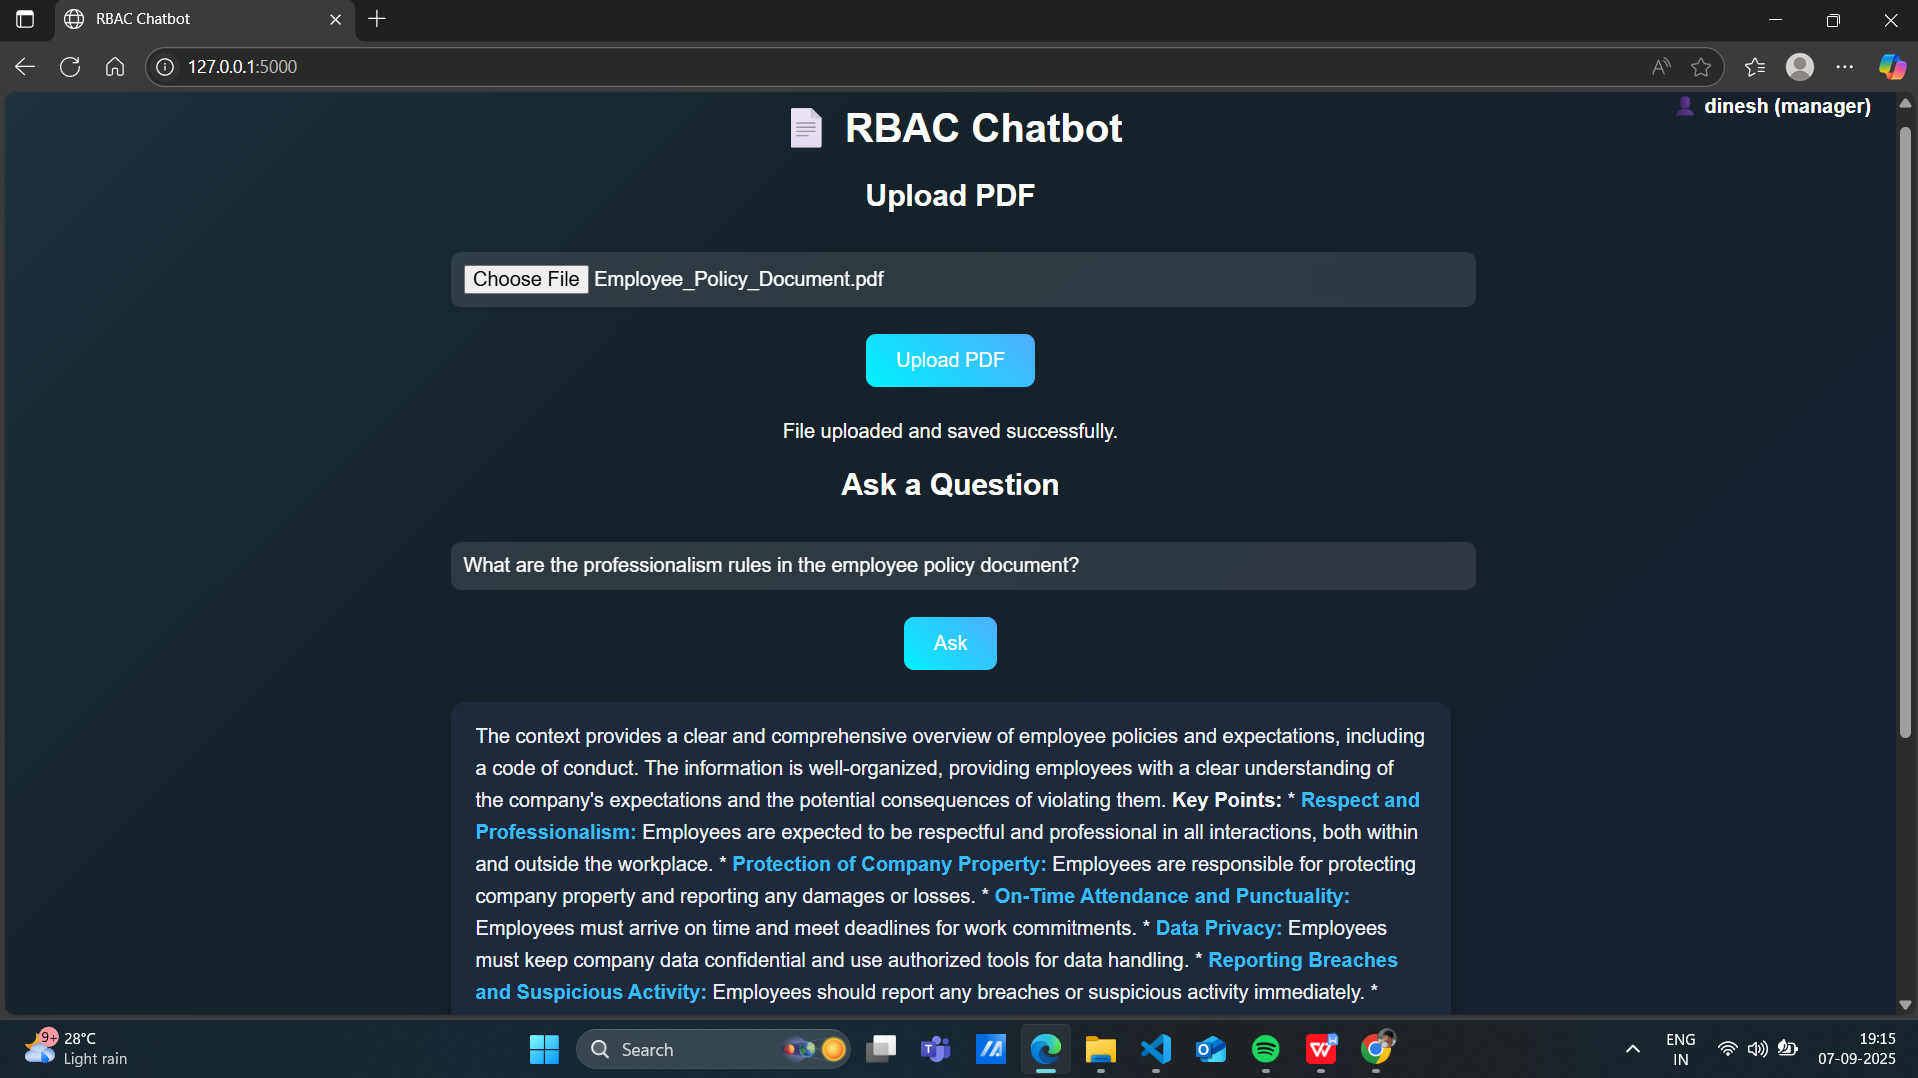 RBAC Chatbot
127.0.0.1:5000
dinesh (manager)
RBAC Chatbot
Upload PDF
Choose File Employee_Policy_Document.pdf
Upload PDF
File uploaded and saved successfully.
Ask a Question
What are the professionalism rules in the employee policy document?
Ask
The context provides a clear and comprehensive overview of employee policies and expectations, including
a code of conduct. The information is well-organized, providing employees with a clear understanding of
the company's expectations and the potential consequences of violating them. Key Points: * Respect and
Professionalism: Employees are expected to be respectful and professional in all interactions, both within
and outside the workplace. * Protection of Company Property: Employees are responsible for protecting
company property and reporting any damages or losses. * On-Time Attendance and Punctuality:
Employees must arrive on time and meet deadlines for work commitments. * Data Privacy: Employees
must keep company data confidential and use authorized tools for data handling. * Reporting Breaches
and Suspicious Activity: Employees should report any breaches or suspicious activity immediately. *
9+
28°C
Light rain
Search
ENG
IN
19:15
07-09-2025